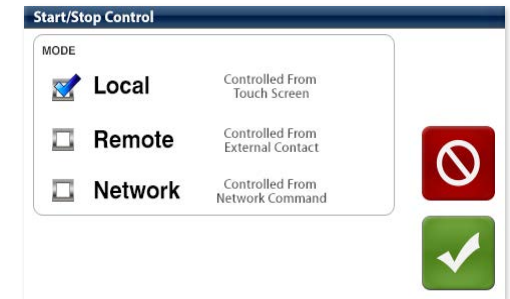 Start/Stop Control
MODE
Local
Controlled From
Touch Screen
Remote
Controlled From
External Contact
Network
Controlled From
Network Command